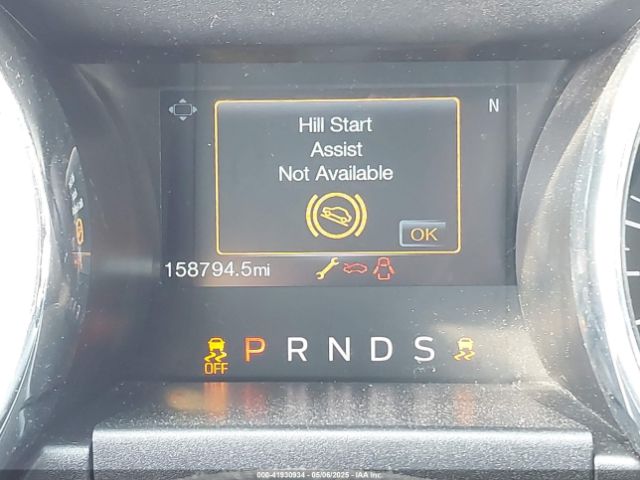 Hill Start
N
Assist
Not Available
OK
158794.5mi
P R N D S
OFF
000-41930934 - 05/06/2025 - IAA Inc.